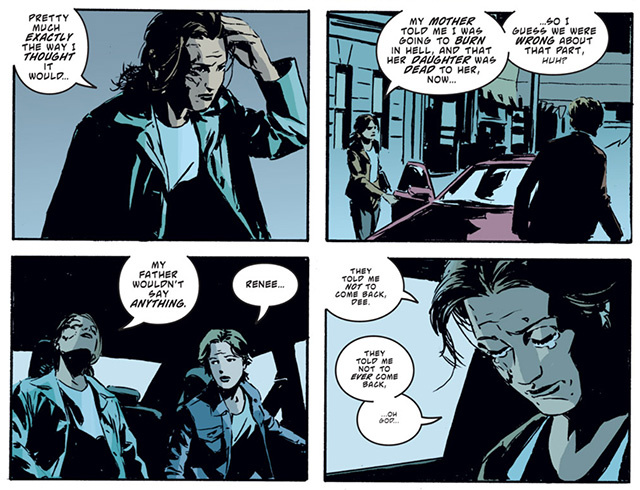 PRETTY
MUCH
EXACTLY
THE WAY I
THOUGHT
IT
WOULD...
MY MOTHER
TOLD ME I WAS
GOING TO BURN
IN HELL, AND THAT
HER DAUGHTER WAS
DEAD TO HER,
NOW...
...SO I
GUESS WE WERE
WRONG ABOUT
THAT PART,
HUH?
MY
FATHER
WOULDN'T
SAY
ANYTHING.
RENEE...
THEY
TOLD ME
NOT TO
COME BACK,
DEE.
THEY
TOLD ME
NOT TO
EVER COME
BACK,
...OH
GOD...